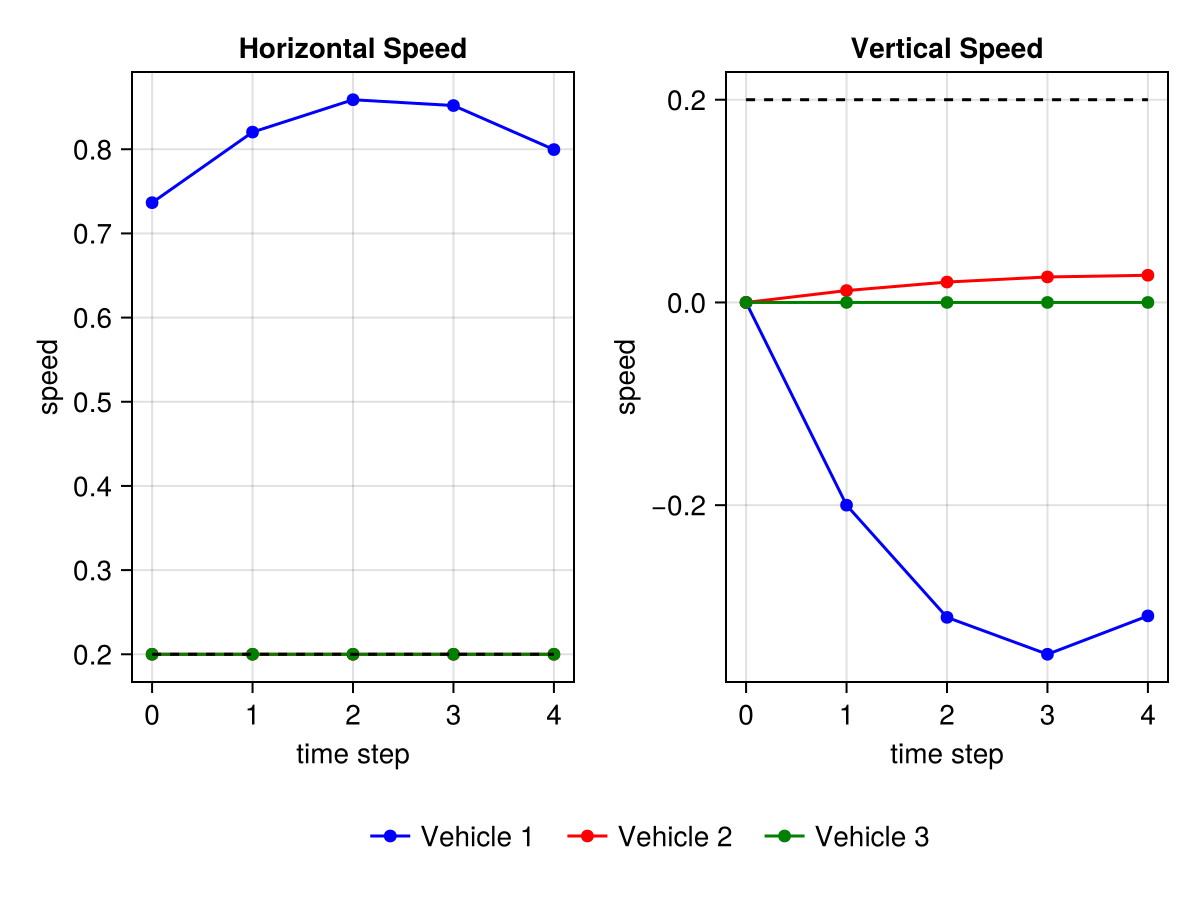 Horizontal Speed
Vertical Speed
0.8
0.7
0.6
0.5
0.4
0.3
0.2
speed
0 1 2 3 4
time step
0.2
0.0
−0.2
speed
0 1 2 3 4
time step
Vehicle 1 Vehicle 2 Vehicle 3